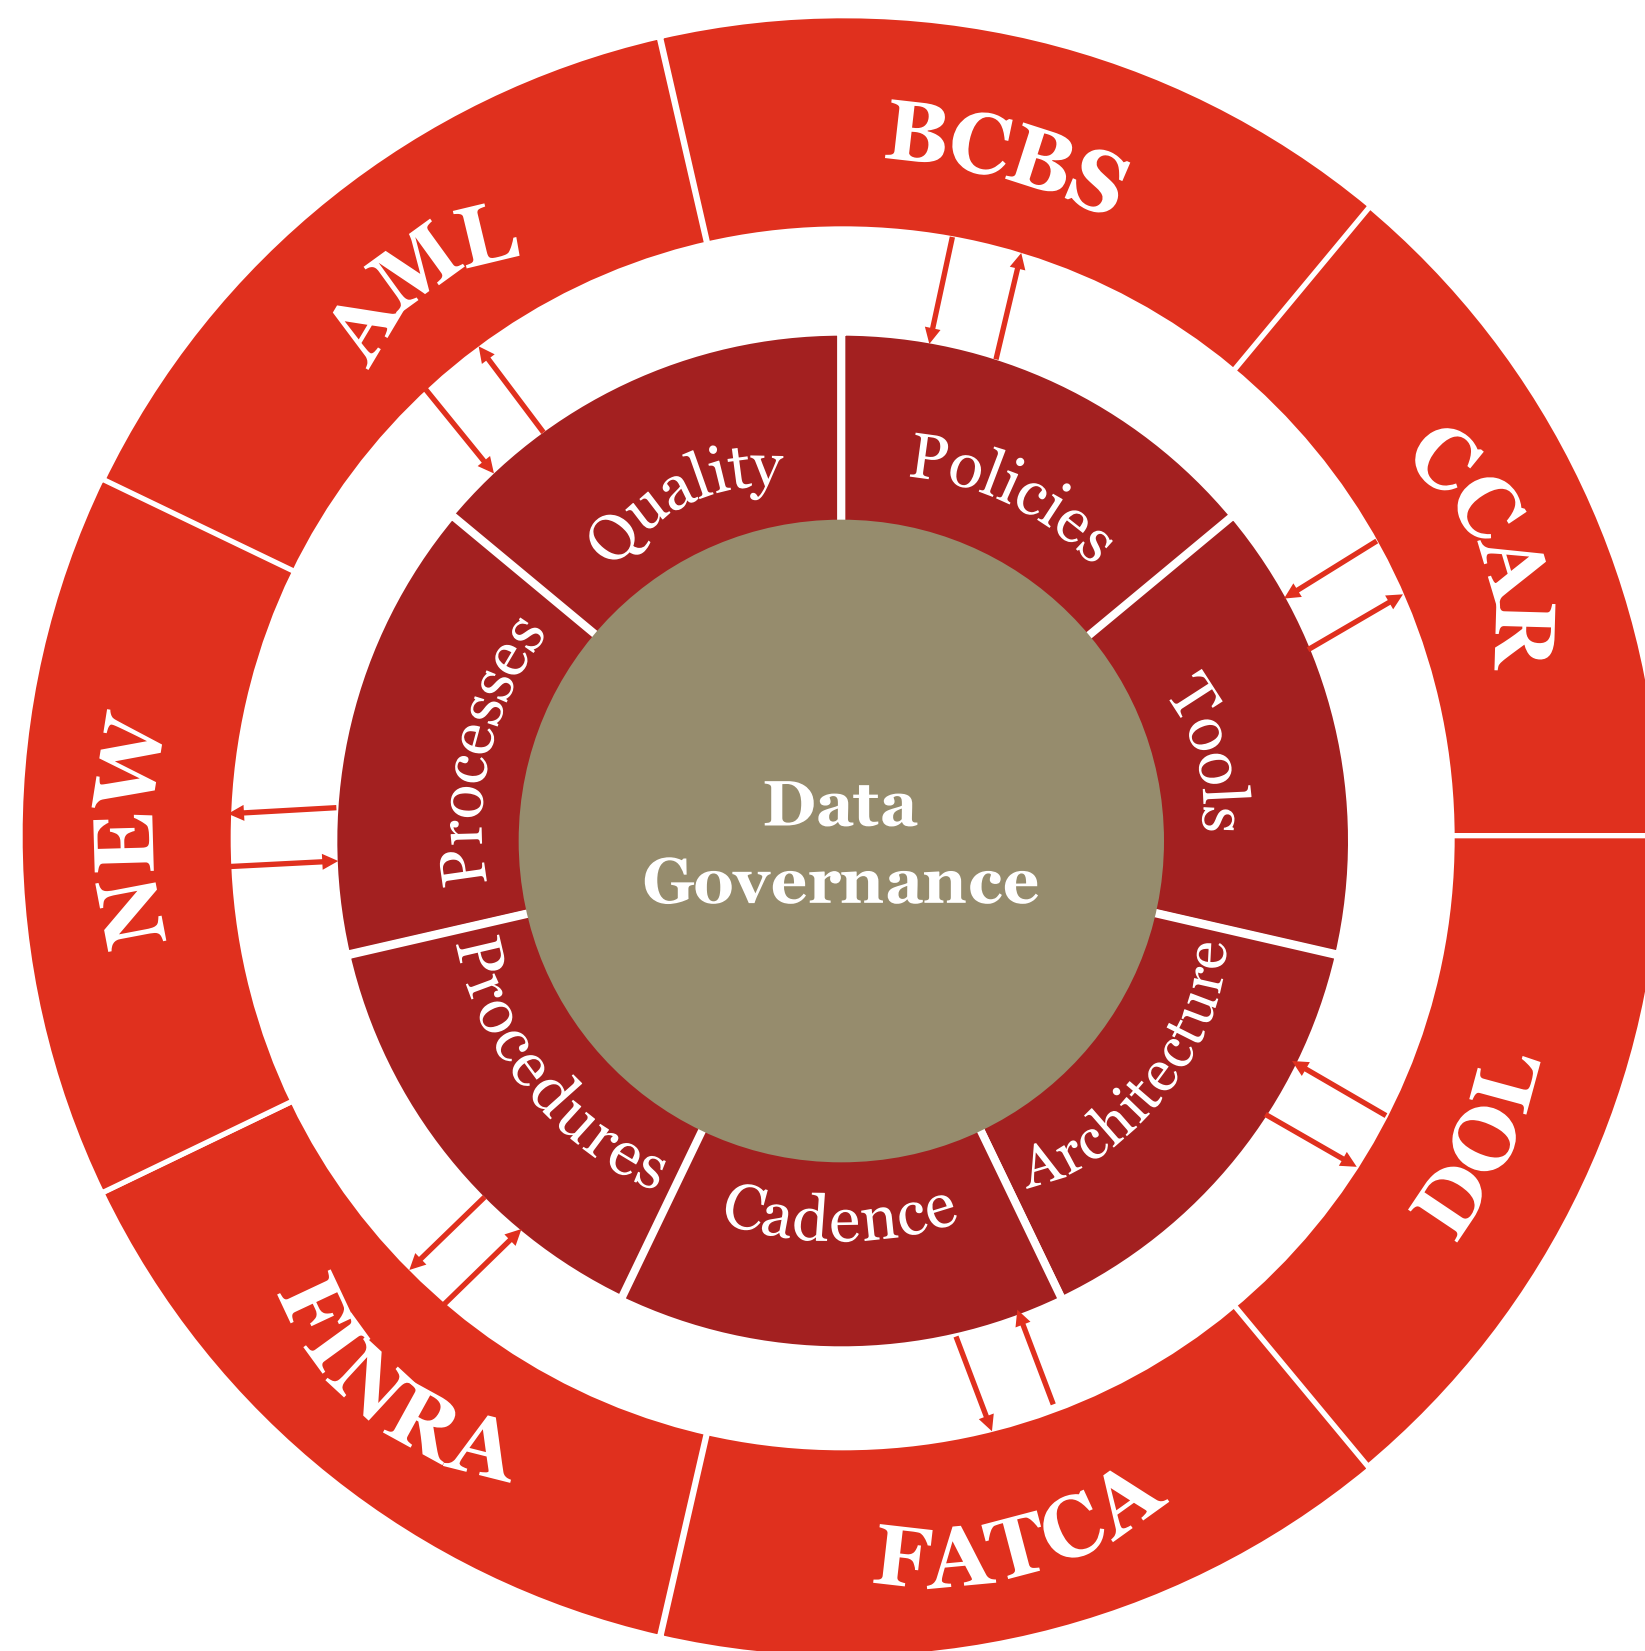 BCBS
CCAR
DOL
FATCA
FINRA
NEW
AML
Policies
Tools
Architecture
Cadence
Procedures
Processes
Quality
Data
Governance